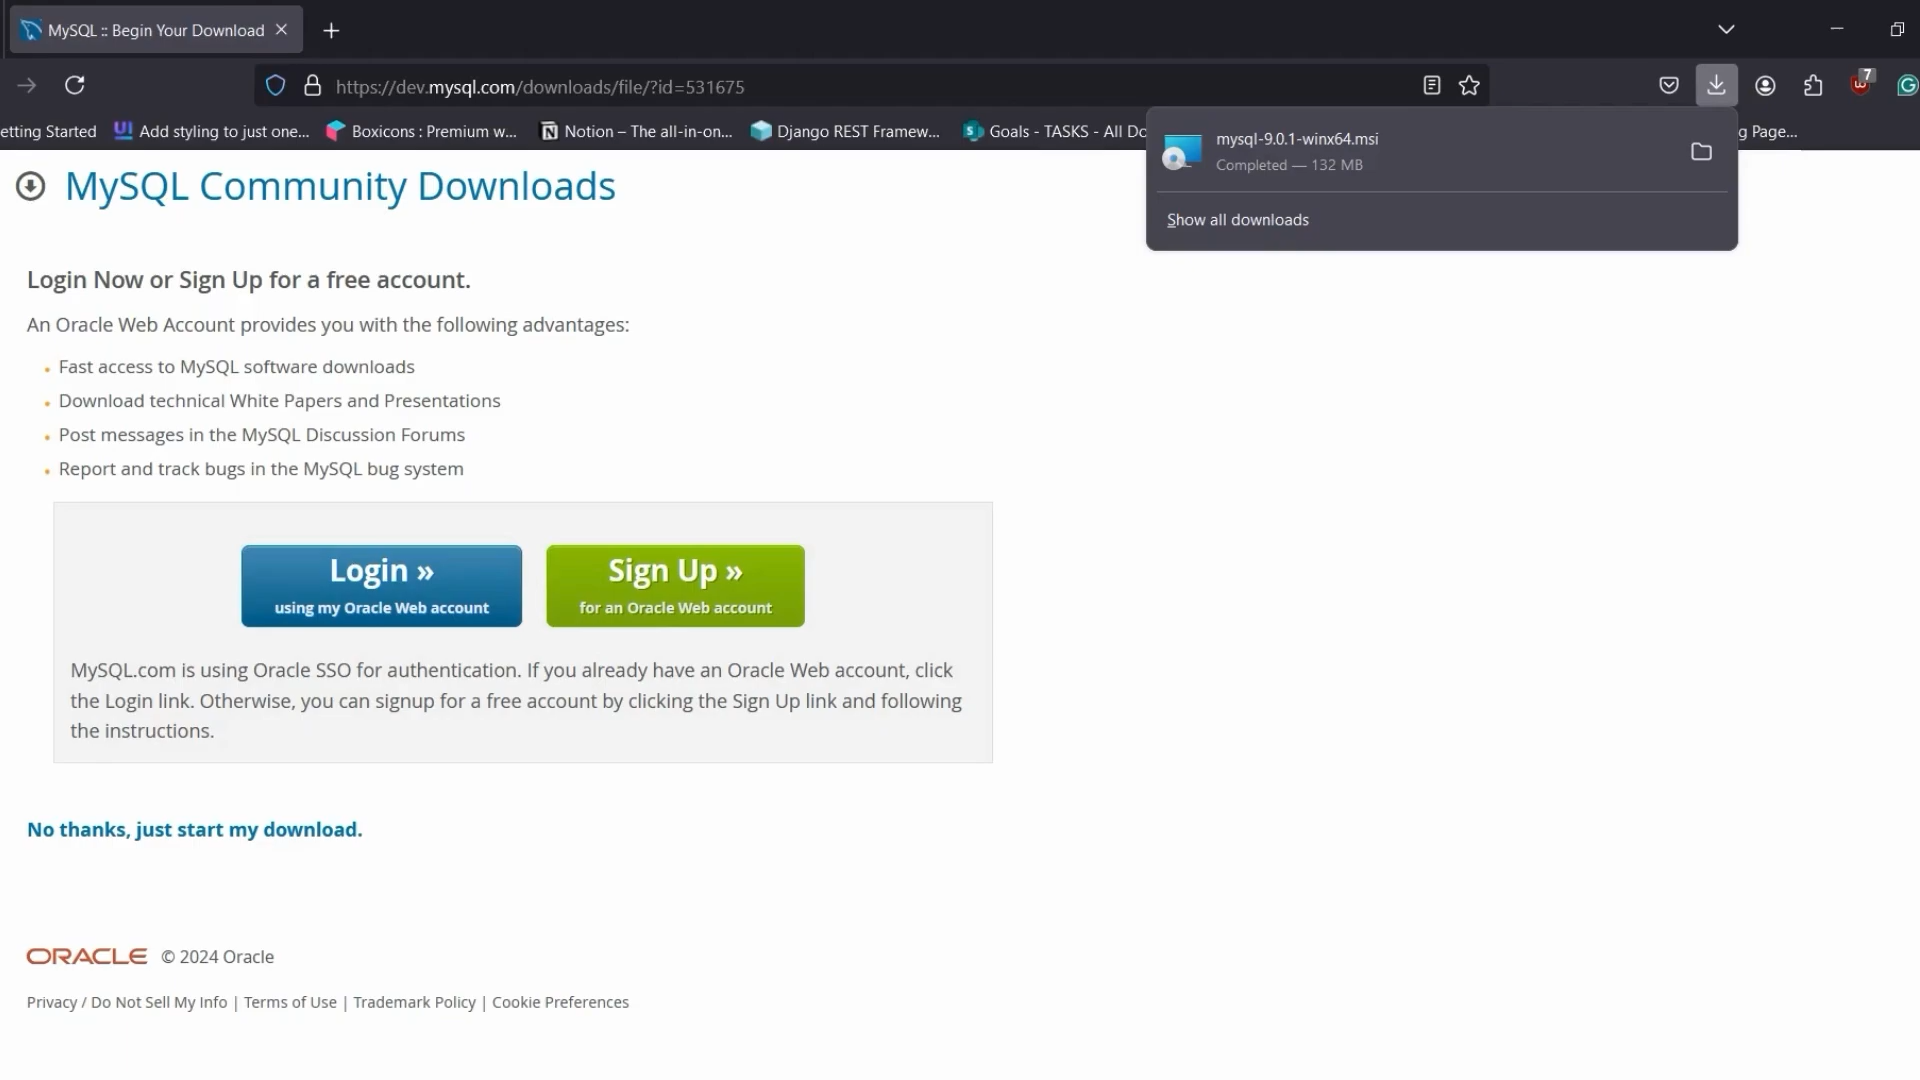 MySQL :: Begin Your Download
https://dev.mysql.com/downloads/file/?id=531675
7
etting Started
Add styling to just one...
Boxicons : Premium w...
Notion – The all-in-on...
Django REST Framew...
Goals - TASKS - All Do
g Page...
mysql-9.0.1-winx64.msi
Completed — 132 MB
Show all downloads
MySQL Community Downloads
Login Now or Sign Up for a free account.
An Oracle Web Account provides you with the following advantages:
Fast access to MySQL software downloads
Download technical White Papers and Presentations
Post messages in the MySQL Discussion Forums
Report and track bugs in the MySQL bug system
Login »
using my Oracle Web account
Sign Up »
for an Oracle Web account
MySQL.com is using Oracle SSO for authentication. If you already have an Oracle Web account, click
the Login link. Otherwise, you can signup for a free account by clicking the Sign Up link and following
the instructions.
No thanks, just start my download.
ORACLE © 2024 Oracle
Privacy / Do Not Sell My Info | Terms of Use | Trademark Policy | Cookie Preferences